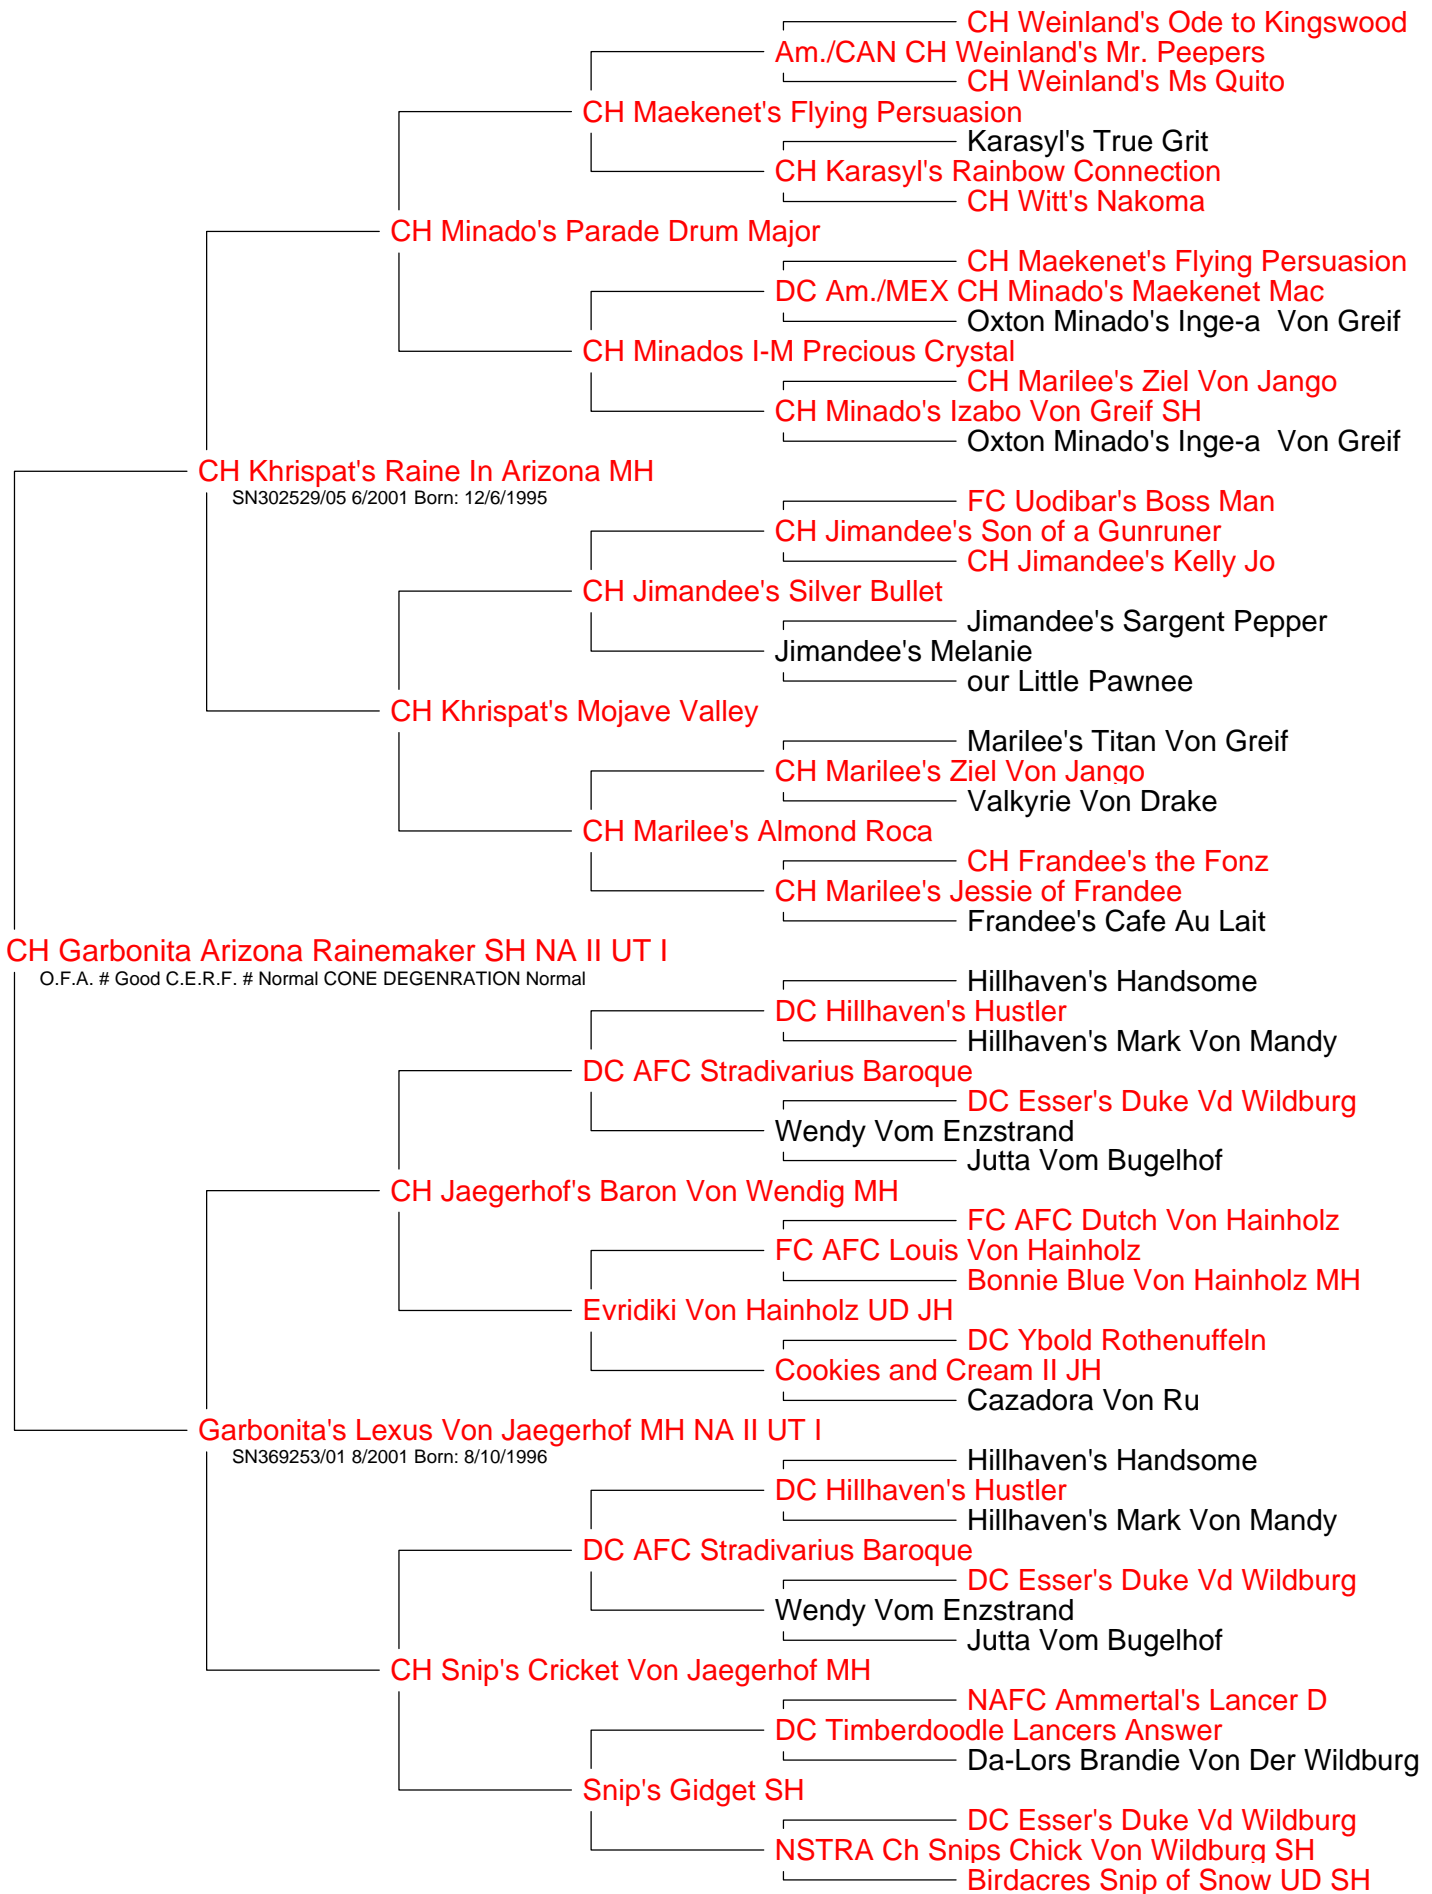 CH Weinland's Ode to Kingswood
Am./CAN CH Weinland's Mr. Peepers
CH Weinland's Ms Quito
CH Maekenet's Flying Persuasion
Karasyl's True Grit
CH Karasyl's Rainbow Connection
CH Witt's Nakoma
CH Minado's Parade Drum Major
CH Maekenet's Flying Persuasion
DC Am./MEX CH Minado's Maekenet Mac
Oxton Minado's Inge-a  Von Greif
CH Minados I-M Precious Crystal
CH Marilee's Ziel Von Jango
CH Minado's Izabo Von Greif SH
Oxton Minado's Inge-a  Von Greif
CH Khrispat's Raine In Arizona MH
SN302529/05 6/2001 Born: 12/6/1995
FC Uodibar's Boss Man
CH Jimandee's Son of a Gunruner
CH Jimandee's Kelly Jo
CH Jimandee's Silver Bullet
Jimandee's Sargent Pepper
Jimandee's Melanie
our Little Pawnee
CH Khrispat's Mojave Valley
Marilee's Titan Von Greif
CH Marilee's Ziel Von Jango
Valkyrie Von Drake
CH Marilee's Almond Roca
CH Frandee's the Fonz
CH Marilee's Jessie of Frandee
Frandee's Cafe Au Lait
CH Garbonita Arizona Rainemaker SH NA II UT I
O.F.A. # Good C.E.R.F. # Normal CONE DEGENRATION Normal
Hillhaven's Handsome
DC Hillhaven's Hustler
Hillhaven's Mark Von Mandy
DC AFC Stradivarius Baroque
DC Esser's Duke Vd Wildburg
Wendy Vom Enzstrand
Jutta Vom Bugelhof
CH Jaegerhof's Baron Von Wendig MH
FC AFC Dutch Von Hainholz
FC AFC Louis Von Hainholz
Bonnie Blue Von Hainholz MH
Evridiki Von Hainholz UD JH
DC Ybold Rothenuffeln
Cookies and Cream II JH
Cazadora Von Ru
Garbonita's Lexus Von Jaegerhof MH NA II UT I
SN369253/01 8/2001 Born: 8/10/1996
Hillhaven's Handsome
DC Hillhaven's Hustler
Hillhaven's Mark Von Mandy
DC AFC Stradivarius Baroque
DC Esser's Duke Vd Wildburg
Wendy Vom Enzstrand
Jutta Vom Bugelhof
CH Snip's Cricket Von Jaegerhof MH
NAFC Ammertal's Lancer D
DC Timberdoodle Lancers Answer
Da-Lors Brandie Von Der Wildburg
Snip's Gidget SH
DC Esser's Duke Vd Wildburg
NSTRA Ch Snips Chick Von Wildburg SH
Birdacres Snip of Snow UD SH